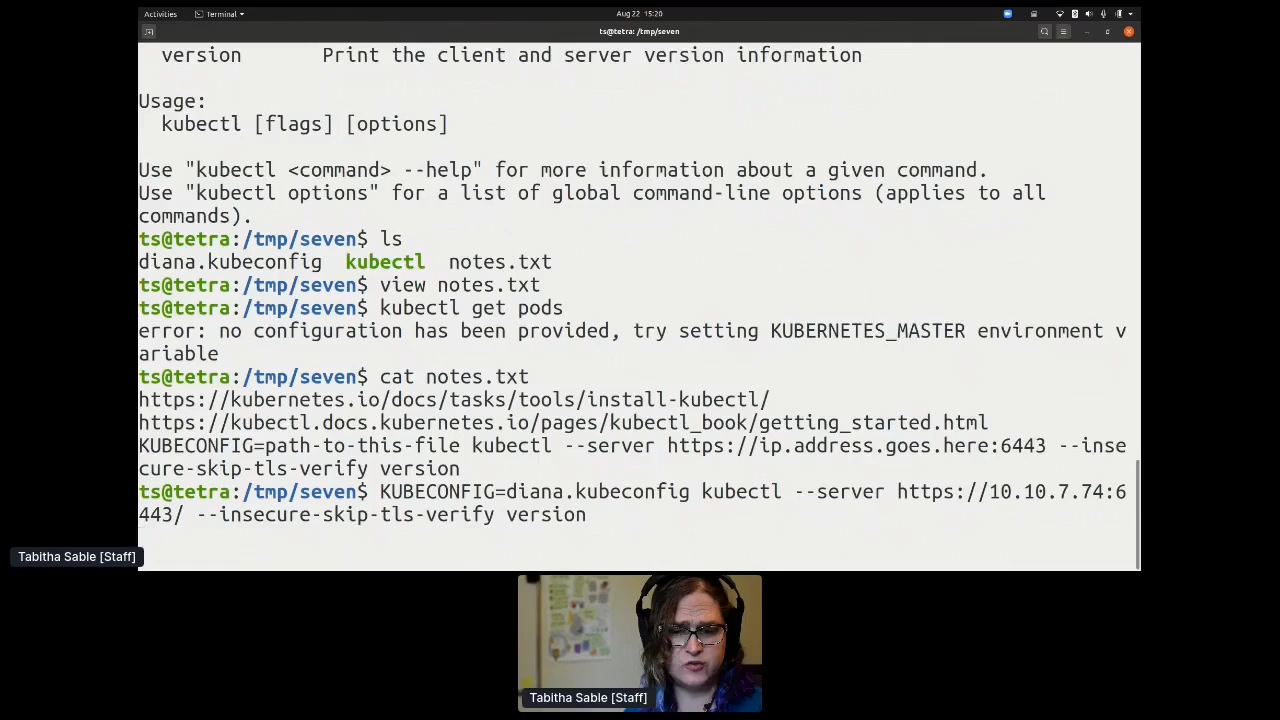 Activities Terminal Aug 22 15:20
ts@tetra: /tmp/seven
version Print the client and server version information
Usage:
kubectl [flags] [options]
Use "kubectl <command> --help" for more information about a given command.
Use "kubectl options" for a list of global command-line options (applies to all
commands).
ts@tetra:/tmp/seven$ ls
diana.kubeconfig kubectl notes.txt
ts@tetra:/tmp/seven$ view notes.txt
ts@tetra:/tmp/seven$ kubectl get pods
error: no configuration has been provided, try setting KUBERNETES_MASTER environment v
ariable
ts@tetra:/tmp/seven$ cat notes.txt
https://kubernetes.io/docs/tasks/tools/install-kubectl/
https://kubectl.docs.kubernetes.io/pages/kubectl_book/getting_started.html
KUBECONFIG=path-to-this-file kubectl --server https://ip.address.goes.here:6443 --inse
cure-skip-tls-verify version
ts@tetra:/tmp/seven$ KUBECONFIG=diana.kubeconfig kubectl --server https://10.10.7.74:6
443/ --insecure-skip-tls-verify version
Tabitha Sable [Staff]
Tabitha Sable [Staff]